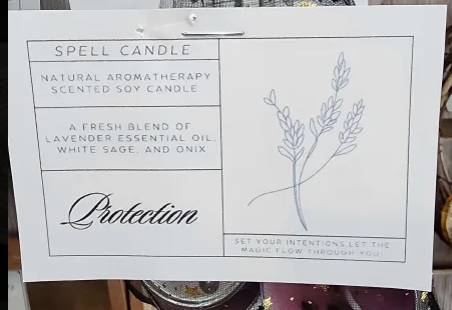 SPELL CANDLE
NATURAL AROMATHERAPY
SCENTED SOY CANDLE
A FRESH BLEND OF
LAVENDER ESSENTIAL OIL,
WHITE SAGE, AND ONIX
Protection
SET YOUR INTENTIONS LET THE
MAGIC FLOW THROUGH YOU!